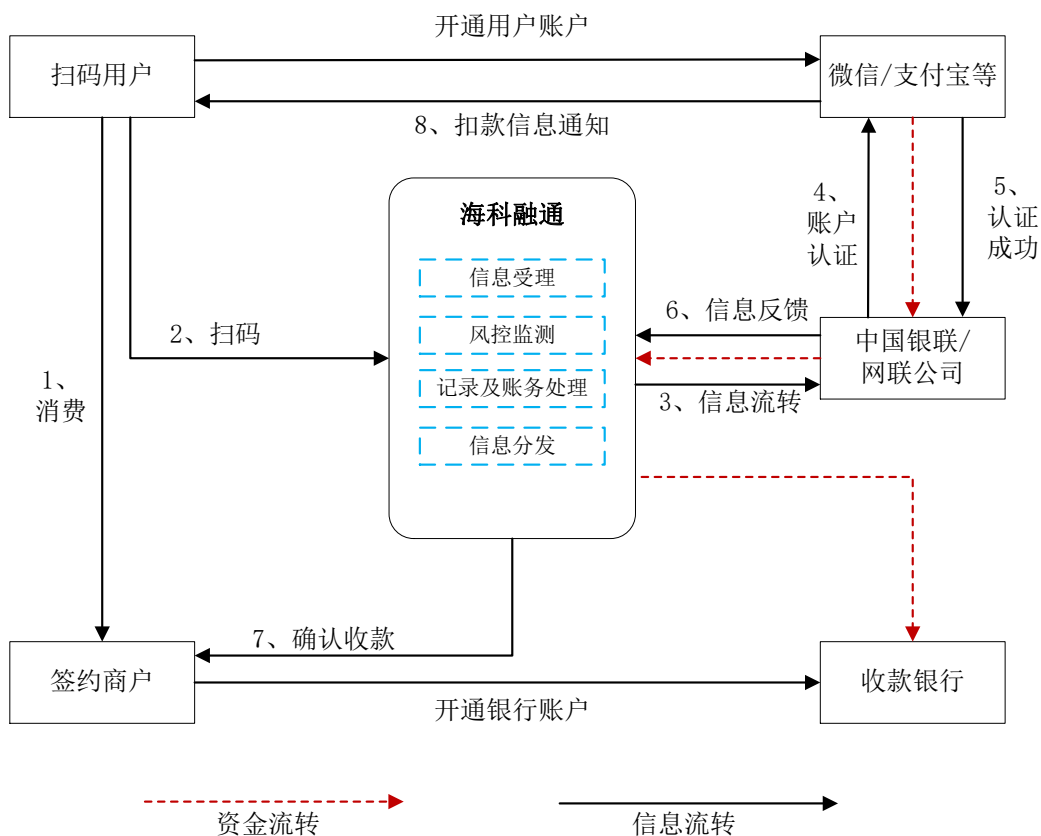 开通用户账户
扫码用户
微信/支付宝等
8、扣款信息通知
海科融通
4、
账户
认证
5、
认证
成功
信息受理
6、信息反馈
2、扫码
风控监测
中国银联/
网联公司
1、
消费
记录及账务处理
3、信息流转
信息分发
7、确认收款
签约商户
收款银行
开通银行账户
资金流转
信息流转